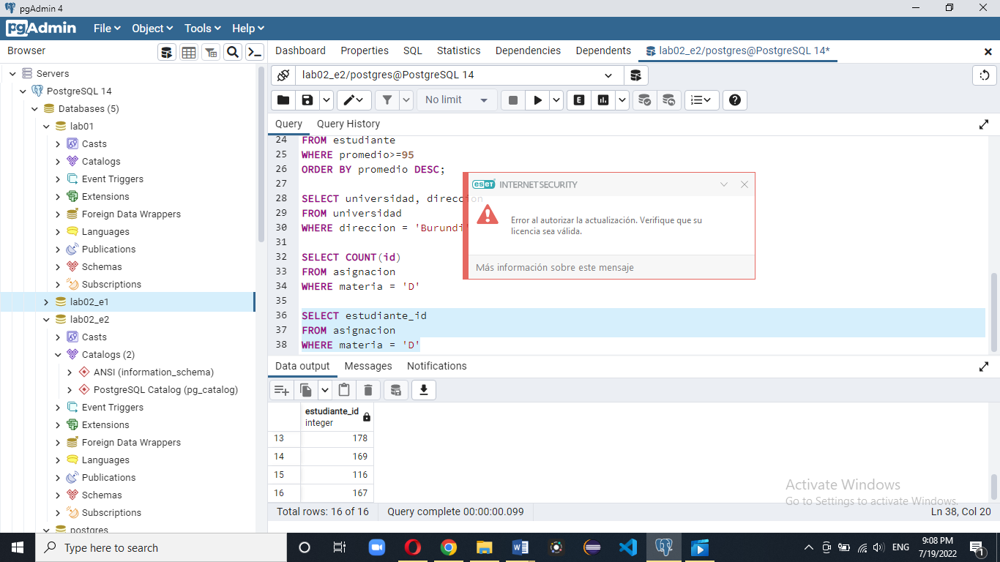 pgAdmin 4
pgAdmin
File Object Tools Help
Browser
Dashboard Properties SQL Statistics Dependencies Dependents lab02_e2/postgres@PostgreSQL 14*
Servers
PostgreSQL 14
Databases (5)
lab01
Casts
Catalogs
Event Triggers
Extensions
Foreign Data Wrappers
Languages
Publications
Schemas
Subscriptions
lab02_e1
lab02_e2
Casts
Catalogs (2)
ANSI (information_schema)
PostgreSQL Catalog (pg_catalog)
Event Triggers
Extensions
Foreign Data Wrappers
Languages
Publications
Schemas
Subscriptions
postgres
lab02_e2/postgres@PostgreSQL 14
No limit
E
Query Query History
24 FROM estudiante
25 WHERE promedio>=95
26 ORDER BY promedio DESC;
27
28 SELECT universidad, direccion
29 FROM universidad
30 WHERE direccion = 'Burundi'
31
32 SELECT COUNT(id)
33 FROM asignacion
34 WHERE materia = 'D'
35
36 SELECT estudiante_id
37 FROM asignacion
38 WHERE materia = 'D'
eset INTERNET SECURITY
Error al autorizar la actualización. Verifique que su
licencia sea válida.
Más información sobre este mensaje
Data output Messages Notifications
estudiante_id
integer
13 178
14 169
15 116
16 167
Activate Windows
Go to Settings to activate Windows.
Total rows: 16 of 16 Query complete 00:00:00.099 Ln 38, Col 20
Type here to search
ENG
9:08 PM
7/19/2022
1